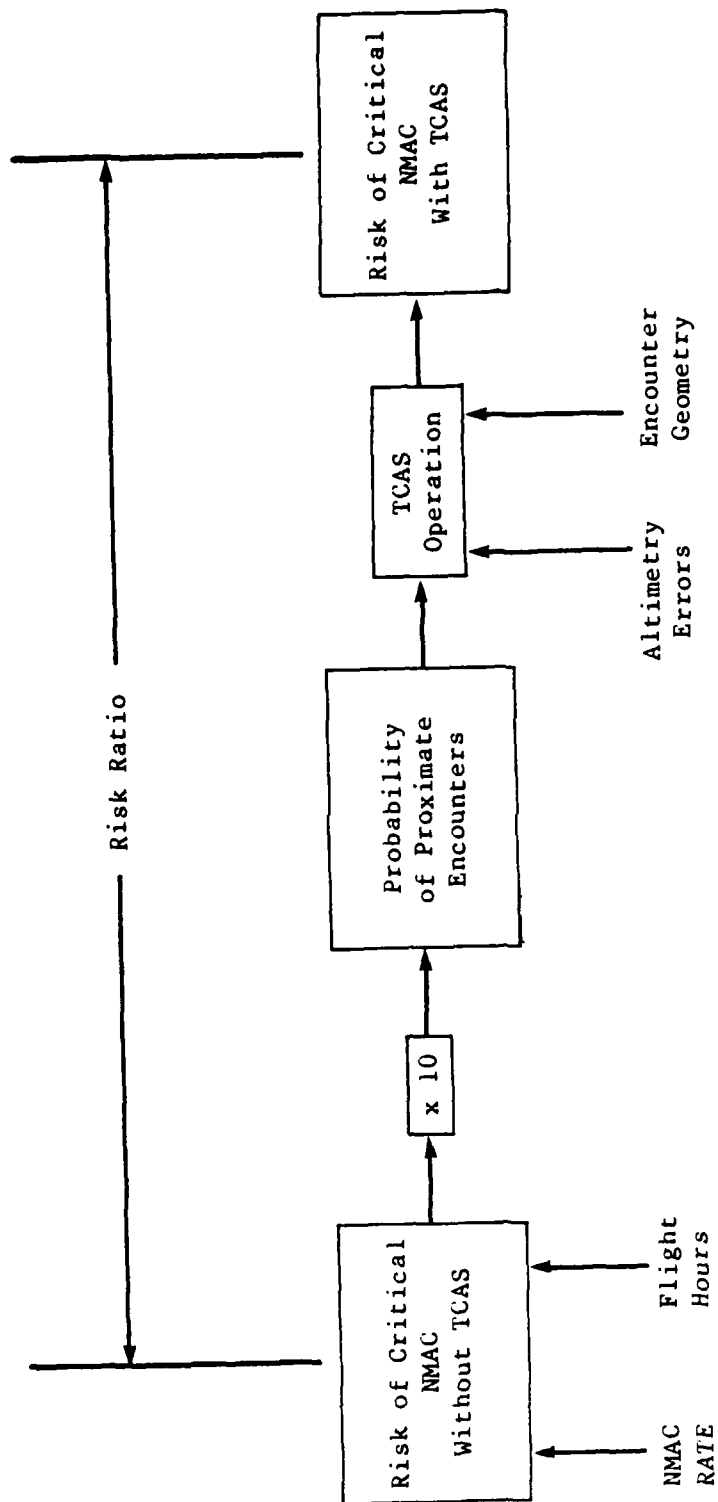 Risk Ratio
Risk of Critical
NMAC
Without TCAS
x 10
Probability
of Proximate
Encounters
TCAS
Operation
Risk of Critical
NMAC
With TCAS
NMAC
RATE
Flight
Hours
Altimetry
Errors
Encounter
Geometry